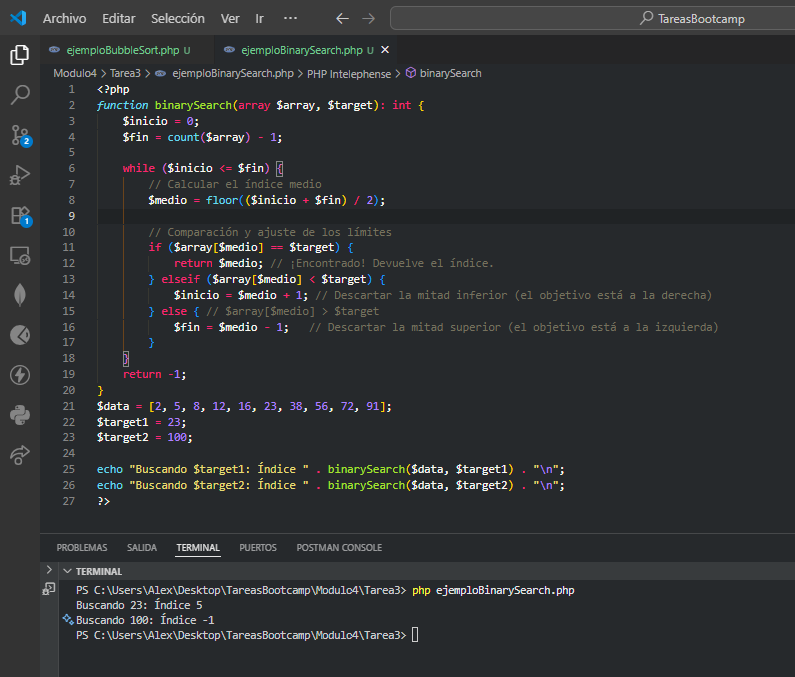 Archivo Editar Selección Ver Ir ··· ← → TareasBootcamp
ejemploBubbleSort.php U ejemploBinarySearch.php U ×
Modulo4 > Tarea3 > ejemploBinarySearch.php > PHP Intelephense > binarySearch
1 <?php
2 function binarySearch(array $array, $target): int {
3 $inicio = 0;
4 $fin = count($array) - 1;
5
6 while ($inicio <= $fin) {
7 // Calcular el índice medio
8 $medio = floor(($inicio + $fin) / 2);
9
10 // Comparación y ajuste de los límites
11 if ($array[$medio] == $target) {
12 return $medio; // ¡Encontrado! Devuelve el índice.
13 } elseif ($array[$medio] < $target) {
14 $inicio = $medio + 1; // Descartar la mitad inferior (el objetivo está a la derecha)
15 } else { // $array[$medio] > $target
16 $fin = $medio - 1; // Descartar la mitad superior (el objetivo está a la izquierda)
17 }
18 }
19 return -1;
20 }
21 $data = [2, 5, 8, 12, 16, 23, 38, 56, 72, 91];
22 $target1 = 23;
23 $target2 = 100;
24
25 echo "Buscando $target1: Índice " . binarySearch($data, $target1) . "\n";
26 echo "Buscando $target2: Índice " . binarySearch($data, $target2) . "\n";
27 ?>
2
1
PROBLEMAS SALIDA TERMINAL PUERTOS POSTMAN CONSOLE
TERMINAL
PS C:\Users\Alex\Desktop\TareasBootcamp\Modulo4\Tarea3> php ejemploBinarySearch.php
Buscando 23: Índice 5
Buscando 100: Índice -1
PS C:\Users\Alex\Desktop\TareasBootcamp\Modulo4\Tarea3>